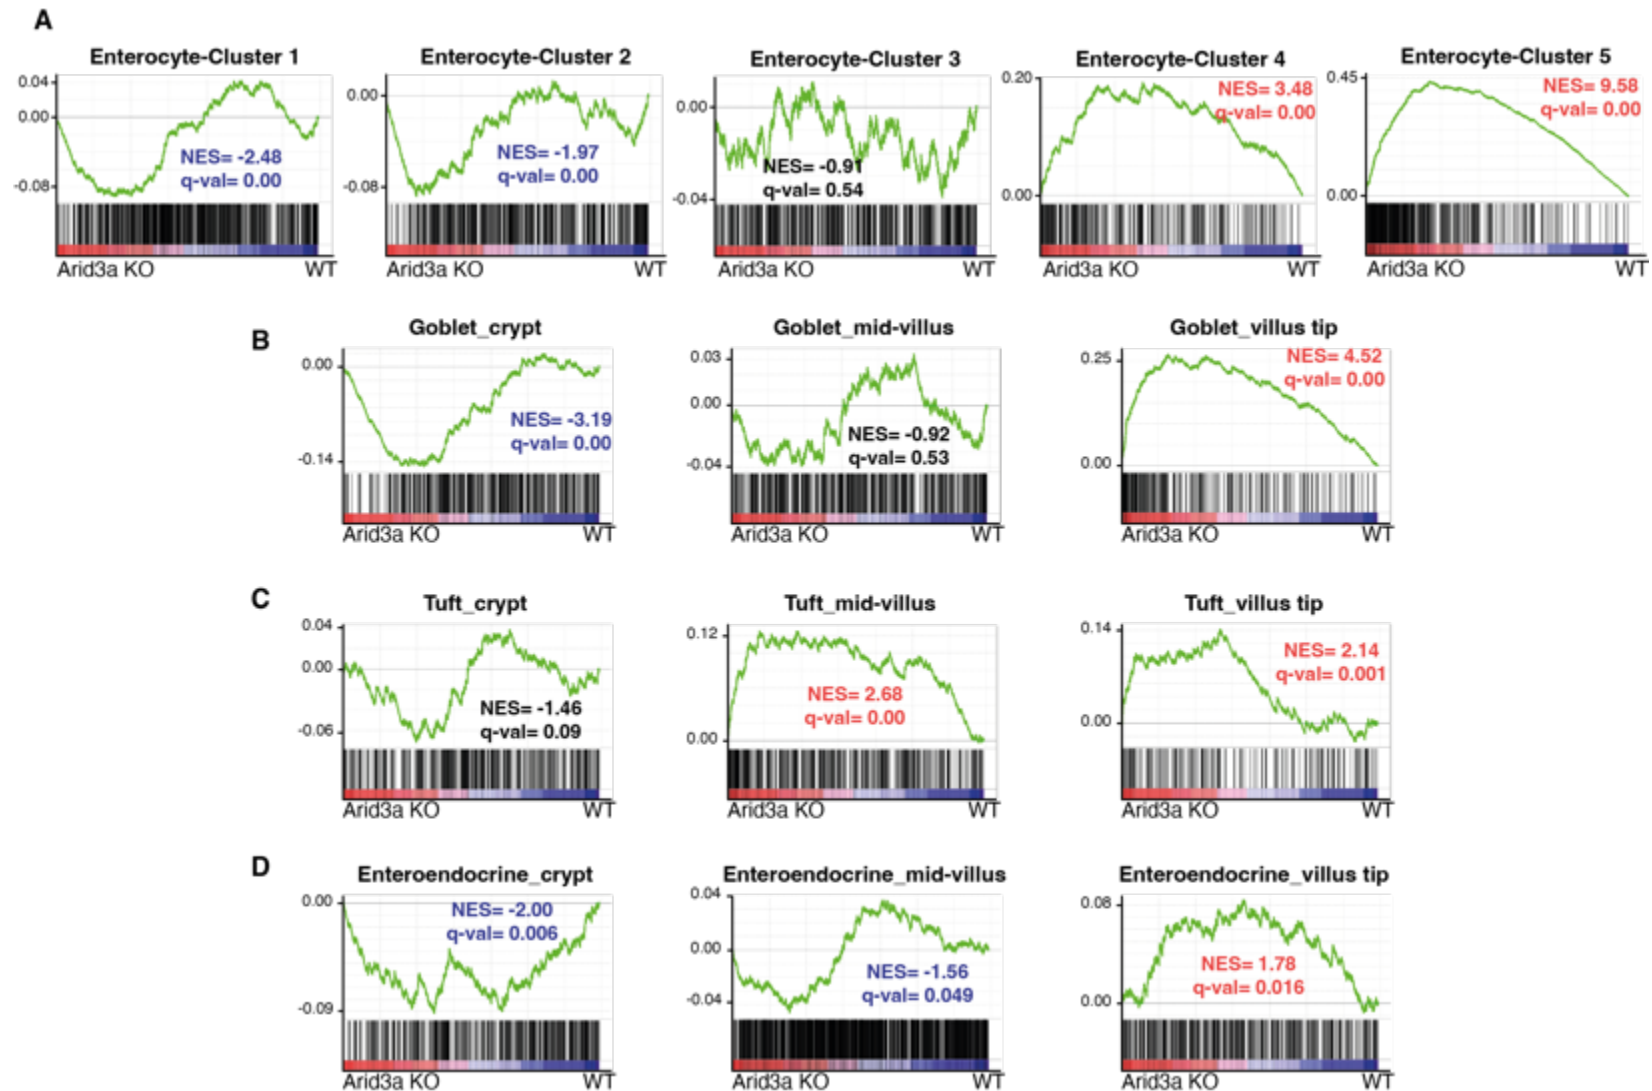 A
Enterocyte-Cluster 1
Enterocyte-Cluster 2
Enterocyte-Cluster 3
Enterocyte-Cluster 4
Enterocyte-Cluster 5
0.04
0.00
-0.08
NES= -2.48
q-val= 0.00
Arid3a KO
WT
0.00
-0.08
NES= -1.97
q-val= 0.00
Arid3a KO
WT
0.00
-0.04
NES= -0.91
q-val= 0.54
Arid3a KO
WT
0.20
0.00
NES= 3.48
q-val= 0.00
Arid3a KO
WT
0.45
0.00
NES= 9.58
q-val= 0.00
Arid3a KO
WT
B
Goblet_crypt
Goblet_mid-villus
Goblet_villus tip
0.00
-0.14
NES= -3.19
q-val= 0.00
Arid3a KO
WT
0.03
0.00
-0.04
NES= -0.92
q-val= 0.53
Arid3a KO
WT
0.25
0.00
NES= 4.52
q-val= 0.00
Arid3a KO
WT
C
Tuft_crypt
Tuft_mid-villus
Tuft_villus tip
0.04
0.00
-0.06
NES= -1.46
q-val= 0.09
Arid3a KO
WT
0.12
0.00
NES= 2.68
q-val= 0.00
Arid3a KO
WT
0.14
0.00
NES= 2.14
q-val= 0.001
Arid3a KO
WT
D
Enteroendocrine_crypt
Enteroendocrine_mid-villus
Enteroendocrine_villus tip
0.00
-0.09
NES= -2.00
q-val= 0.006
Arid3a KO
WT
0.04
0.00
-0.04
NES= -1.56
q-val= 0.049
Arid3a KO
WT
0.08
0.00
NES= 1.78
q-val= 0.016
Arid3a KO
WT